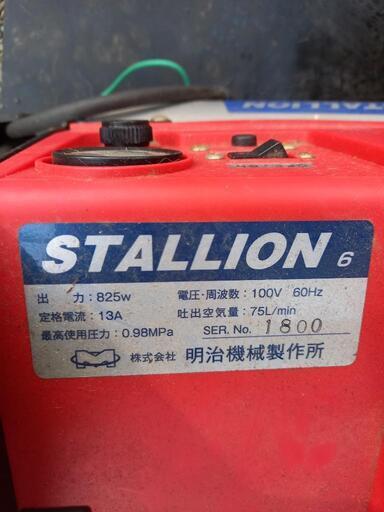 STALLION
STALLION 6
出 力：825w 電圧・周波数：100V 60Hz
定格電流：13A 吐出空気量：75L/min
最高使用圧力：0.98MPa SER. No. 1800
株式会社 明治機械製作所